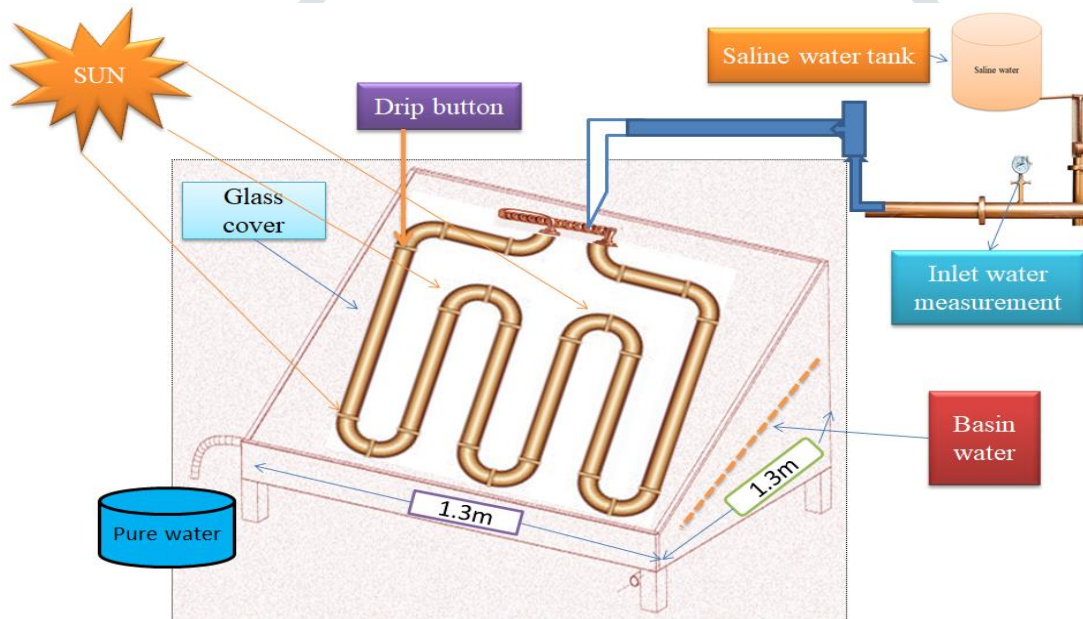 SUN
Saline water tank
Saline water
Drip button
Glass
cover
Inlet water
measurement
Basin
water
1.3m
1.3m
Pure water